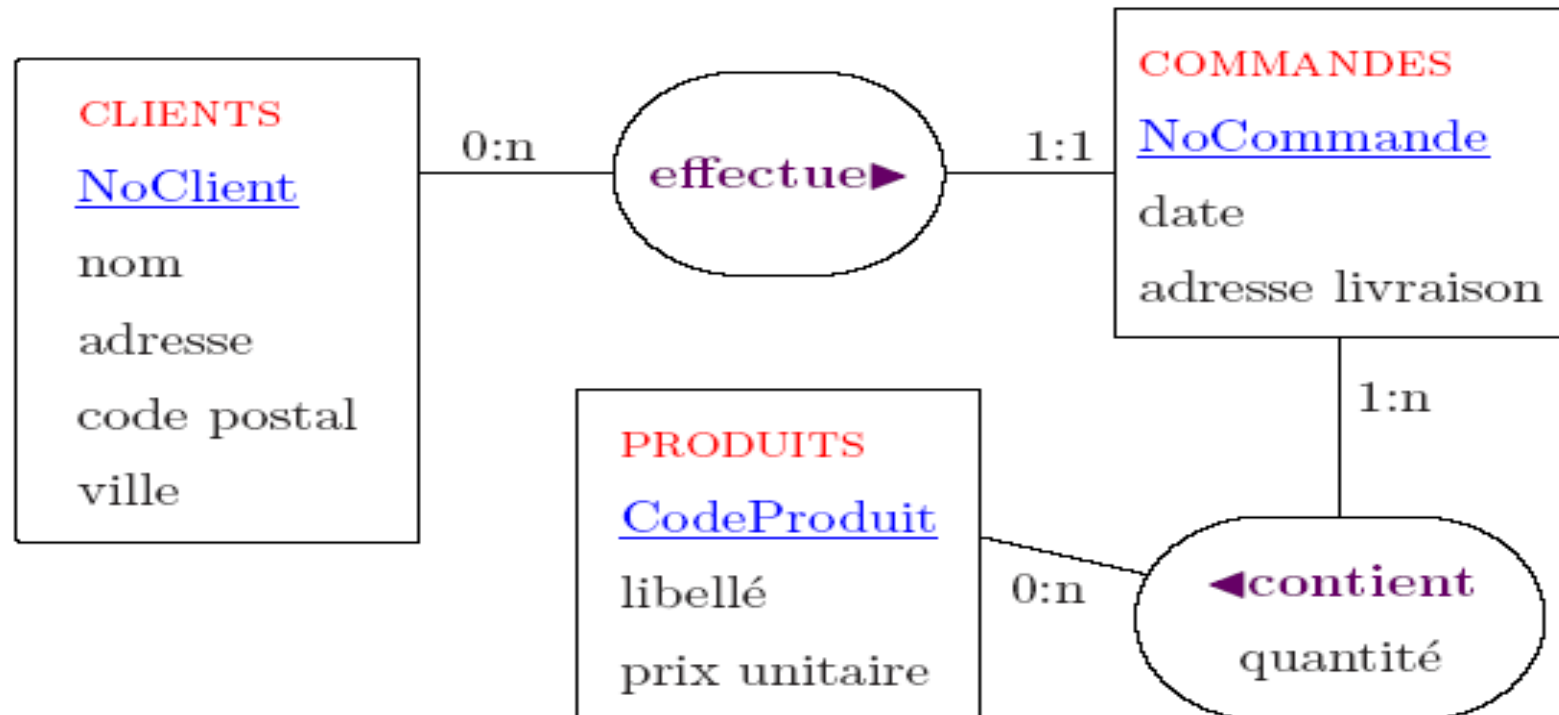 CLIENTS
NoClient
nom
adresse
code postal
ville
0:n
effectue►
1:1
COMMANDES
NoCommande
date
adresse livraison
1:n
PRODUITS
CodeProduit
libellé
prix unitaire
0:n
◄contient
quantité